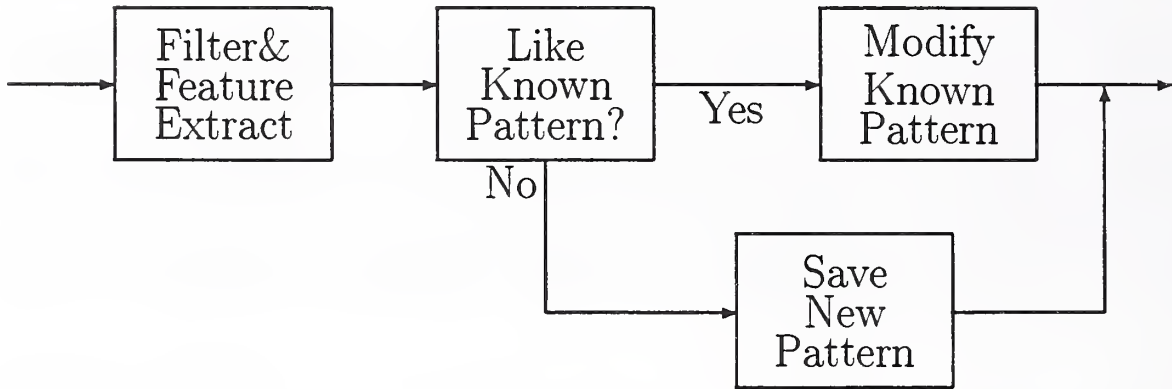 Filter&
Feature
Extract
Like
Known
Pattern?
Yes
No
Modify
Known
Pattern
Save
New
Pattern